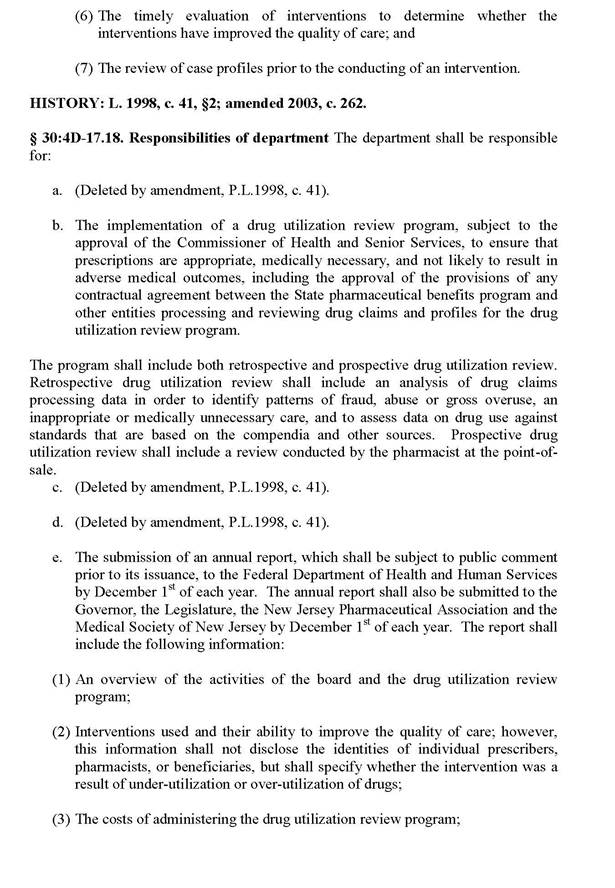 (6) The timely evaluation of interventions to determine whether the
interventions have improved the quality of care; and
(7) The review of case profiles prior to the conducting of an intervention.
HISTORY: L. 1998, c. 41, §2; amended 2003, c. 262.
§ 30:4D-17.18. Responsibilities of department The department shall be responsible
for:
a. (Deleted by amendment, P.L.1998, c. 41).
b. The implementation of a drug utilization review program, subject to the
approval of the Commissioner of Health and Senior Services, to ensure that
prescriptions are appropriate, medically necessary, and not likely to result in
adverse medical outcomes, including the approval of the provisions of any
contractual agreement between the State pharmaceutical benefits program and
other entities processing and reviewing drug claims and profiles for the drug
utilization review program.
The program shall include both retrospective and prospective drug utilization review.
Retrospective drug utilization review shall include an analysis of drug claims
processing data in order to identify patterns of fraud, abuse or gross overuse, an
inappropriate or medically unnecessary care, and to assess data on drug use against
standards that are based on the compendia and other sources. Prospective drug
utilization review shall include a review conducted by the pharmacist at the point-of-
sale.
c. (Deleted by amendment, P.L.1998, c. 41).
d. (Deleted by amendment, P.L.1998, c. 41).
e. The submission of an annual report, which shall be subject to public comment
prior to its issuance, to the Federal Department of Health and Human Services
by December 1st of each year. The annual report shall also be submitted to the
Governor, the Legislature, the New Jersey Pharmaceutical Association and the
Medical Society of New Jersey by December 1st of each year. The report shall
include the following information:
(1) An overview of the activities of the board and the drug utilization review
program;
(2) Interventions used and their ability to improve the quality of care; however,
this information shall not disclose the identities of individual prescribers,
pharmacists, or beneficiaries, but shall specify whether the intervention was a
result of under-utilization or over-utilization of drugs;
(3) The costs of administering the drug utilization review program;